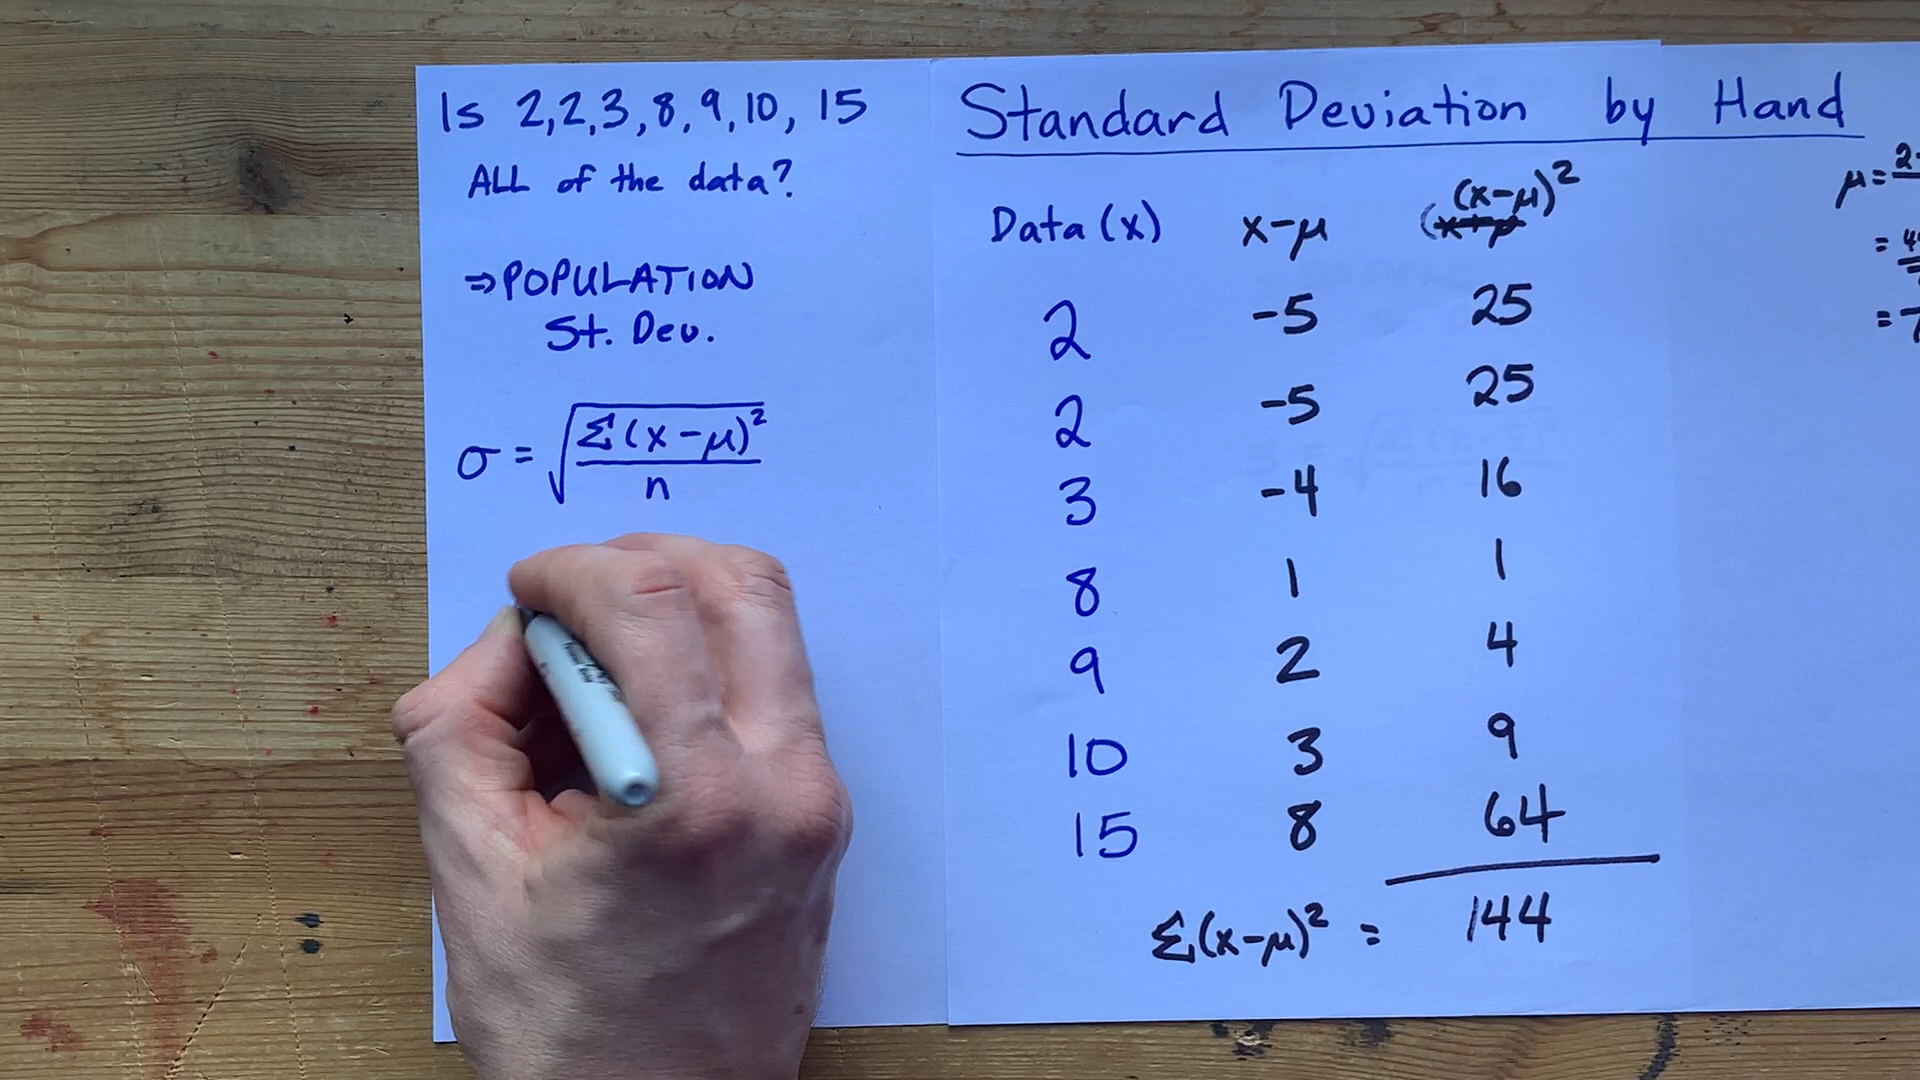 Is 2,2,3,8,9,10, 15
ALL of the data?
⇒ POPULATION
St. Dev.
σ = √(Σ(x-μ)² / n)
Standard Deviation by Hand
Data (x) x-μ (x-μ)²
2 -5 25
2 -5 25
3 -4 16
8 1 1
9 2 4
10 3 9
15 8 64
Σ(x-μ)² = 144
μ = 2
=
= 7